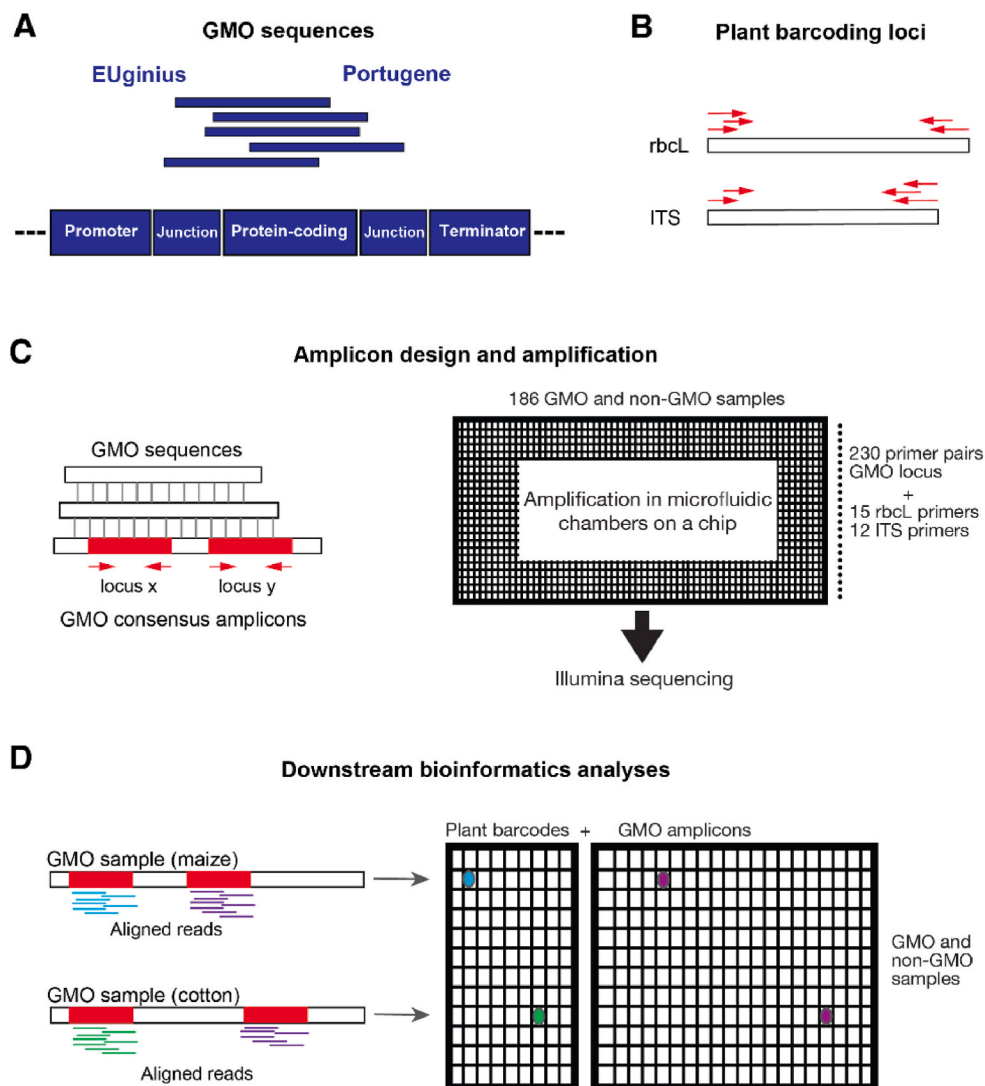 A
GMO sequences
EUginius
Portugene
Promoter
Junction
Protein-coding
Junction
Terminator
B
Plant barcoding loci
rbcL
ITS
C
Amplicon design and amplification
GMO sequences
locus x
locus y
GMO consensus amplicons
186 GMO and non-GMO samples
Amplification in microfluidic
chambers on a chip
230 primer pairs
GMO locus
+
15 rbcL primers
12 ITS primers
Illumina sequencing
D
Downstream bioinformatics analyses
GMO sample (maize)
Aligned reads
GMO sample (cotton)
Aligned reads
Plant barcodes + GMO amplicons
GMO and
non-GMO
samples